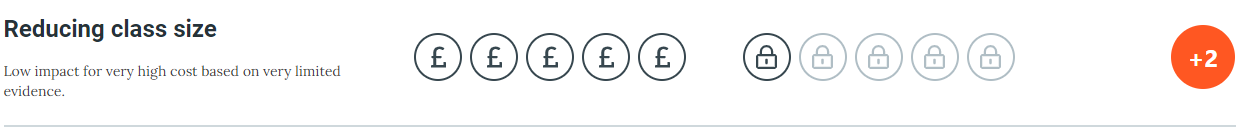 Reducing class size
£ £ £ £ £
+2
Low impact for very high cost based on very limited
evidence.